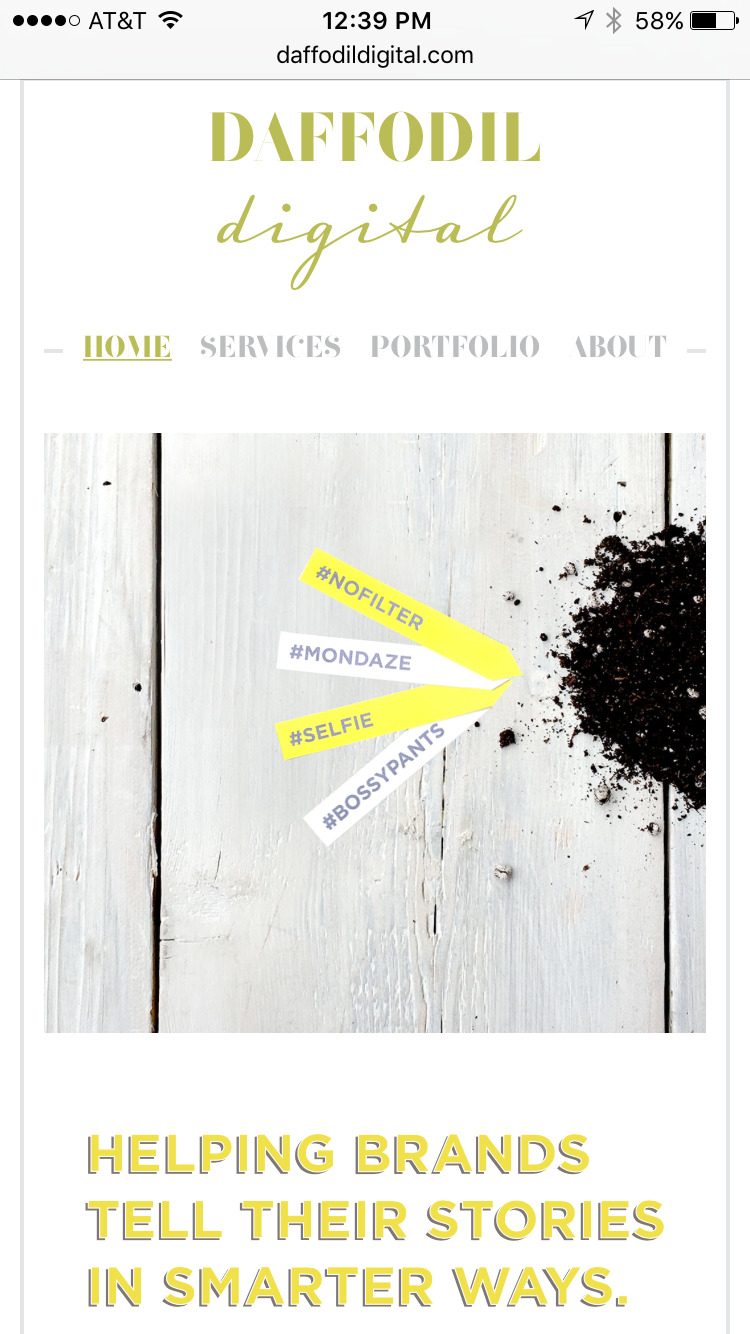 AT&T 12:39 PM 58%
daffodildigital.com
DAFFODIL
digital
HOME SERVICES PORTFOLIO ABOUT
#NOFILTER
#MONDAZE
#SELFIE
#BOSSYPANTS
HELPING BRANDS
TELL THEIR STORIES
IN SMARTER WAYS.